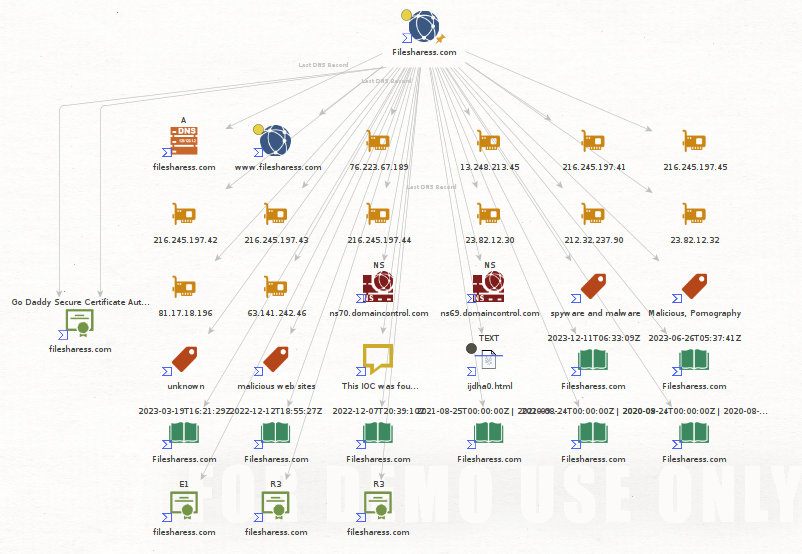 Filesharess.com
Last DNS Record
Last DNS Record
A
filesharess.com
www.filesharess.com
76.223.67.189
13.248.213.45
216.245.197.41
216.245.197.45
Last DNS Record
216.245.197.42
216.245.197.43
216.245.197.44
23.82.12.30
212.32.237.90
23.82.12.32
NS
NS
Go Daddy Secure Certificate Aut...
81.17.18.196
63.141.242.46
ns70.domaincontrol.com
ns69.domaincontrol.com
spyware and malware
Malicious, Pornography
filesharess.com
TEXT
2023-12-11T06:33:09Z
2023-06-26T05:37:41Z
unknown
malicious web sites
This IOC was fou...
ijdha0.html
Filesharess.com
Filesharess.com
2023-03-19T16:21:29Z
2022-12-12T18:55:27Z
2022-12-07T20:39:10Z
2021-08-25T00:00:00Z |
-08-24T00:00:00Z | 2020-08-
-24T00:00:00Z | 2020-08-...
Filesharess.com
Filesharess.com
Filesharess.com
Filesharess.com
Filesharess.com
Filesharess.com
E1
R3
R3
filesharess.com
filesharess.com
filesharess.com
FOR DEMO USE ONLY